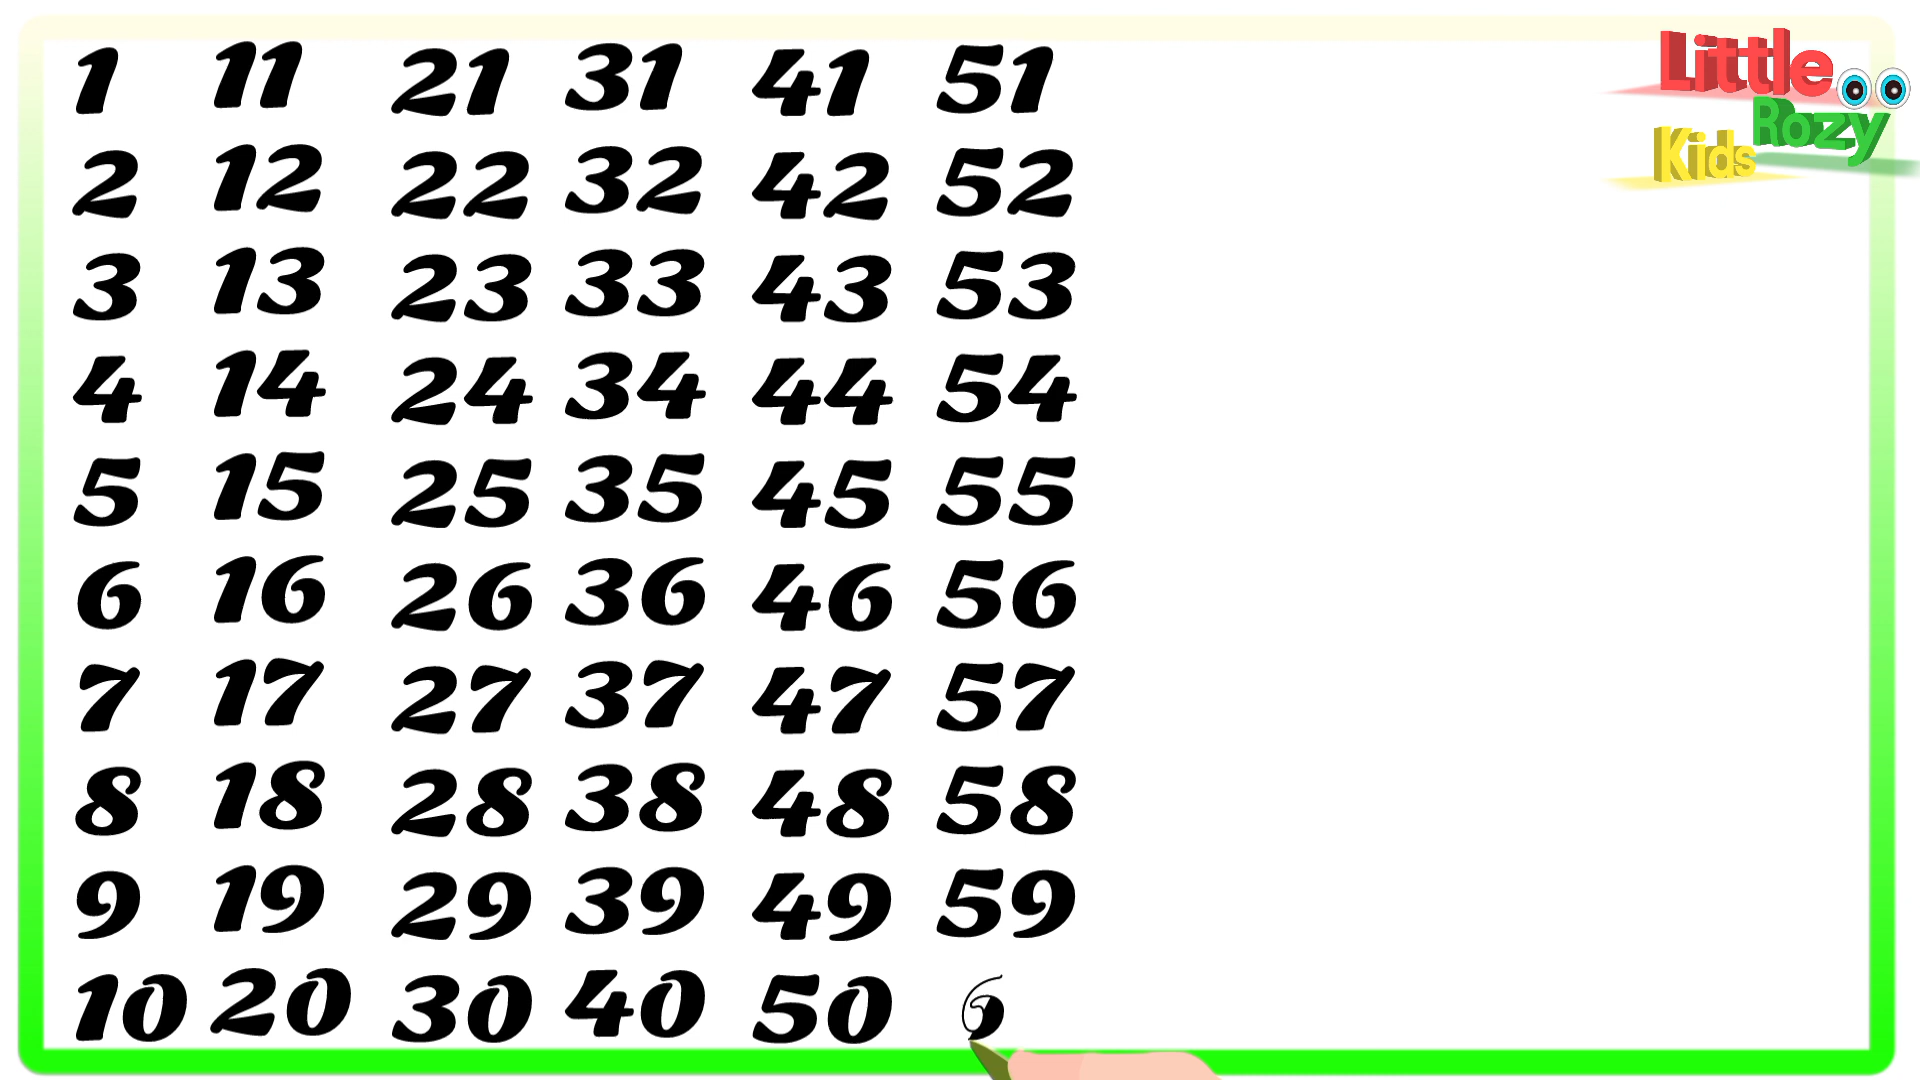 1 11 21 31 41 51
2 12 22 32 42 52
3 13 23 33 43 53
4 14 24 34 44 54
5 15 25 35 45 55
6 16 26 36 46 56
7 17 27 37 47 57
8 18 28 38 48 58
9 19 29 39 49 59
10 20 30 40 50 6
Little
Rozy
Kids